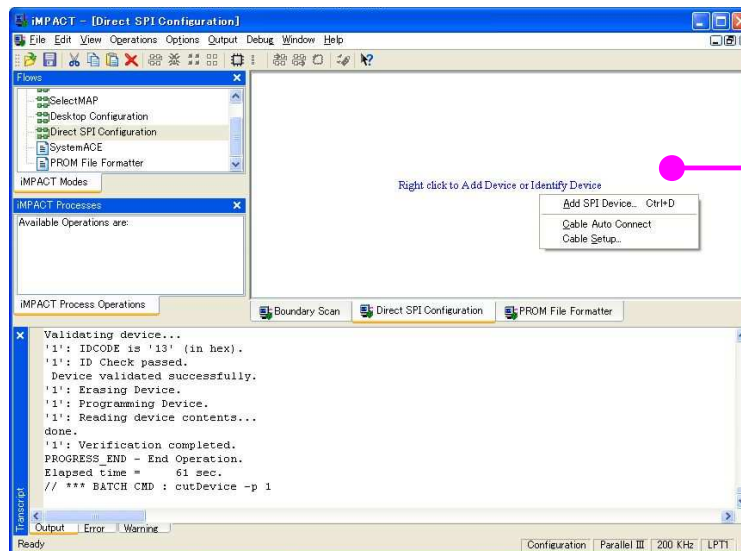 iMPACT - [Direct SPI Configuration]
File Edit View Operations Options Output Debug Window Help
Flows
SelectMAP
Desktop Configuration
Direct SPI Configuration
SystemACE
PROM File Formatter
iMPACT Modes
iMPACT Processes
Available Operations are:
iMPACT Process Operations
Right click to Add Device or Identify Device
Add SPI Device... Ctrl+D
Cable Auto Connect
Cable Setup...
Boundary Scan Direct SPI Configuration PROM File Formatter
Validating device...
'1': IDCODE is '13' (in hex).
'1': ID Check passed.
Device validated successfully.
'1': Erasing Device.
'1': Programming Device.
'1': Reading device contents...
done.
'1': Verification completed.
PROGRESS_END - End Operation.
Elapsed time = 61 sec.
// *** BATCH CMD : cutDevice -p 1
Transcript
Output Error Warning
Ready Configuration Parallel III 200 KHz LPT1